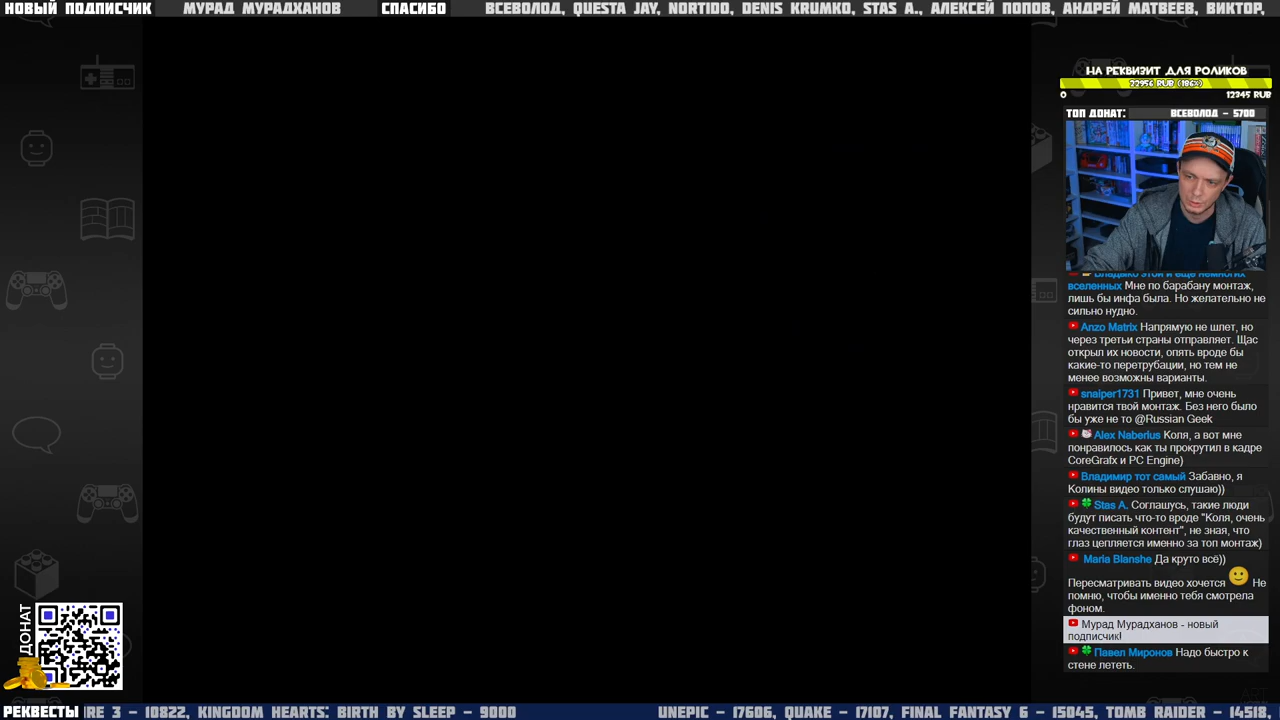 НОВЫЙ ПОДПИСЧИК МУРАД МУРАДХАНОВ СПАСИБО ВСЕВОЛОД, QUESTA JAY, NORTIDO, DENIS KRUMKO, STAS A., АЛЕКСЕЙ ПОПОВ, АНДРЕЙ МАТВЕЕВ, ВИКТОР,
НА РЕКВИЗИТ ДЛЯ РОЛИКОВ
22956 RUB (186%)
0 12345 RUB
ТОП ДОНАТ: ВСЕВОЛОД - 5700
Владыко этой и еще немногих
вселенных Мне по барабану монтаж,
лишь бы инфа была. Но желательно не
сильно нудно.
Anzo Matrix Напрямую не шлет, но
через третьи страны отправляет. Щас
открыл их новости, опять вроде бы
какие-то перетрубации, но тем не
менее возможны варианты.
snaiper1731 Привет, мне очень
нравится твой монтаж. Без него было
бы уже не то @Russian Geek
Alex Naberius Коля, а вот мне
понравилось как ты прокрутил в кадре
CoreGrafx и PC Engine)
Владимир тот самый Забавно, я
Колины видео только слушаю))
Stas A. Соглашусь, такие люди
будут писать что-то вроде "Коля, очень
качественный контент", не зная, что
глаз цепляется именно за топ монтаж)
Maria Blanshe Да круто всё))
Пересматривать видео хочется 🙂 Не
помню, чтобы именно тебя смотрела
фоном.
Мурад Мурадханов - новый
подписчик!
Павел Миронов Надо быстро к
стене лететь.
ДОНАТ
РЕКВЕСТЫ RE 3 - 10822, KINGDOM HEARTS: BIRTH BY SLEEP - 9000 UNEPIC - 17606, QUAKE - 17107, FINAL FANTASY 6 - 15045, TOMB RAIDER - 14518,